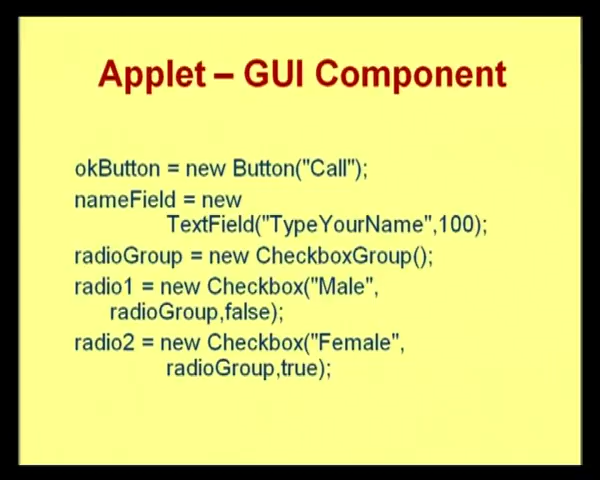 Applet – GUI Component
okButton = new Button("Call");
nameField = new
TextField("TypeYourName",100);
radioGroup = new CheckboxGroup();
radio1 = new Checkbox("Male",
radioGroup,false);
radio2 = new Checkbox("Female",
radioGroup,true);